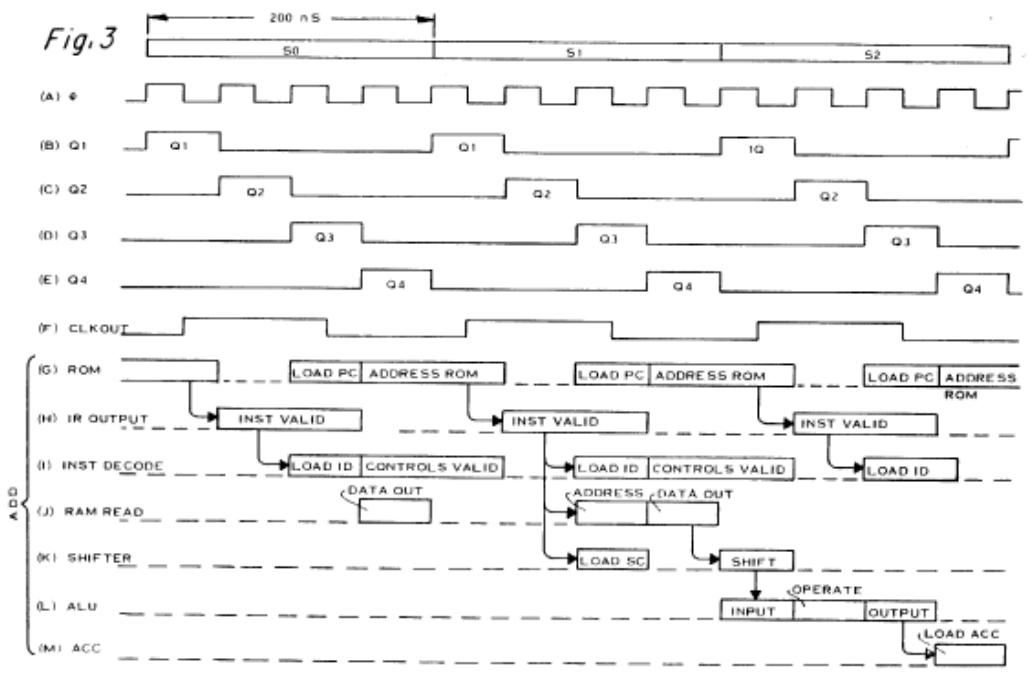 Fig.3
200 nS
S0 S1 S2
(A) Φ
(B) Q1 Q1 Q1 IQ
(C) Q2 Q2 Q2 Q2
(D) Q3 Q3 Q3 Q3
(E) Q4 Q4 Q4 Q4
(F) CLKOUT
(G) ROM LOAD PC ADDRESS ROM LOAD PC ADDRESS ROM LOAD PC ADDRESS
ROM
(H) IR OUTPUT INST VALID INST VALID INST VALID
(I) INST DECODE LOAD ID CONTROLS VALID LOAD ID CONTROLS VALID LOAD ID
DATA OUT ADDRESS DATA OUT
(J) RAM READ
ADD
(K) SHIFTER LOAD SC SHIFT
OPERATE
(L) ALU INPUT OUTPUT
LOAD ACC
(M) ACC